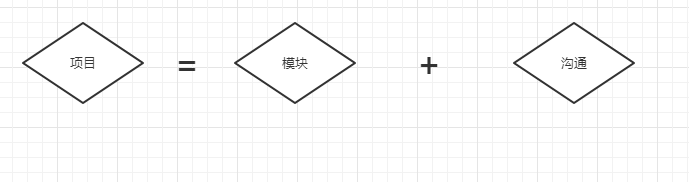 项目 = 模块 + 沟通